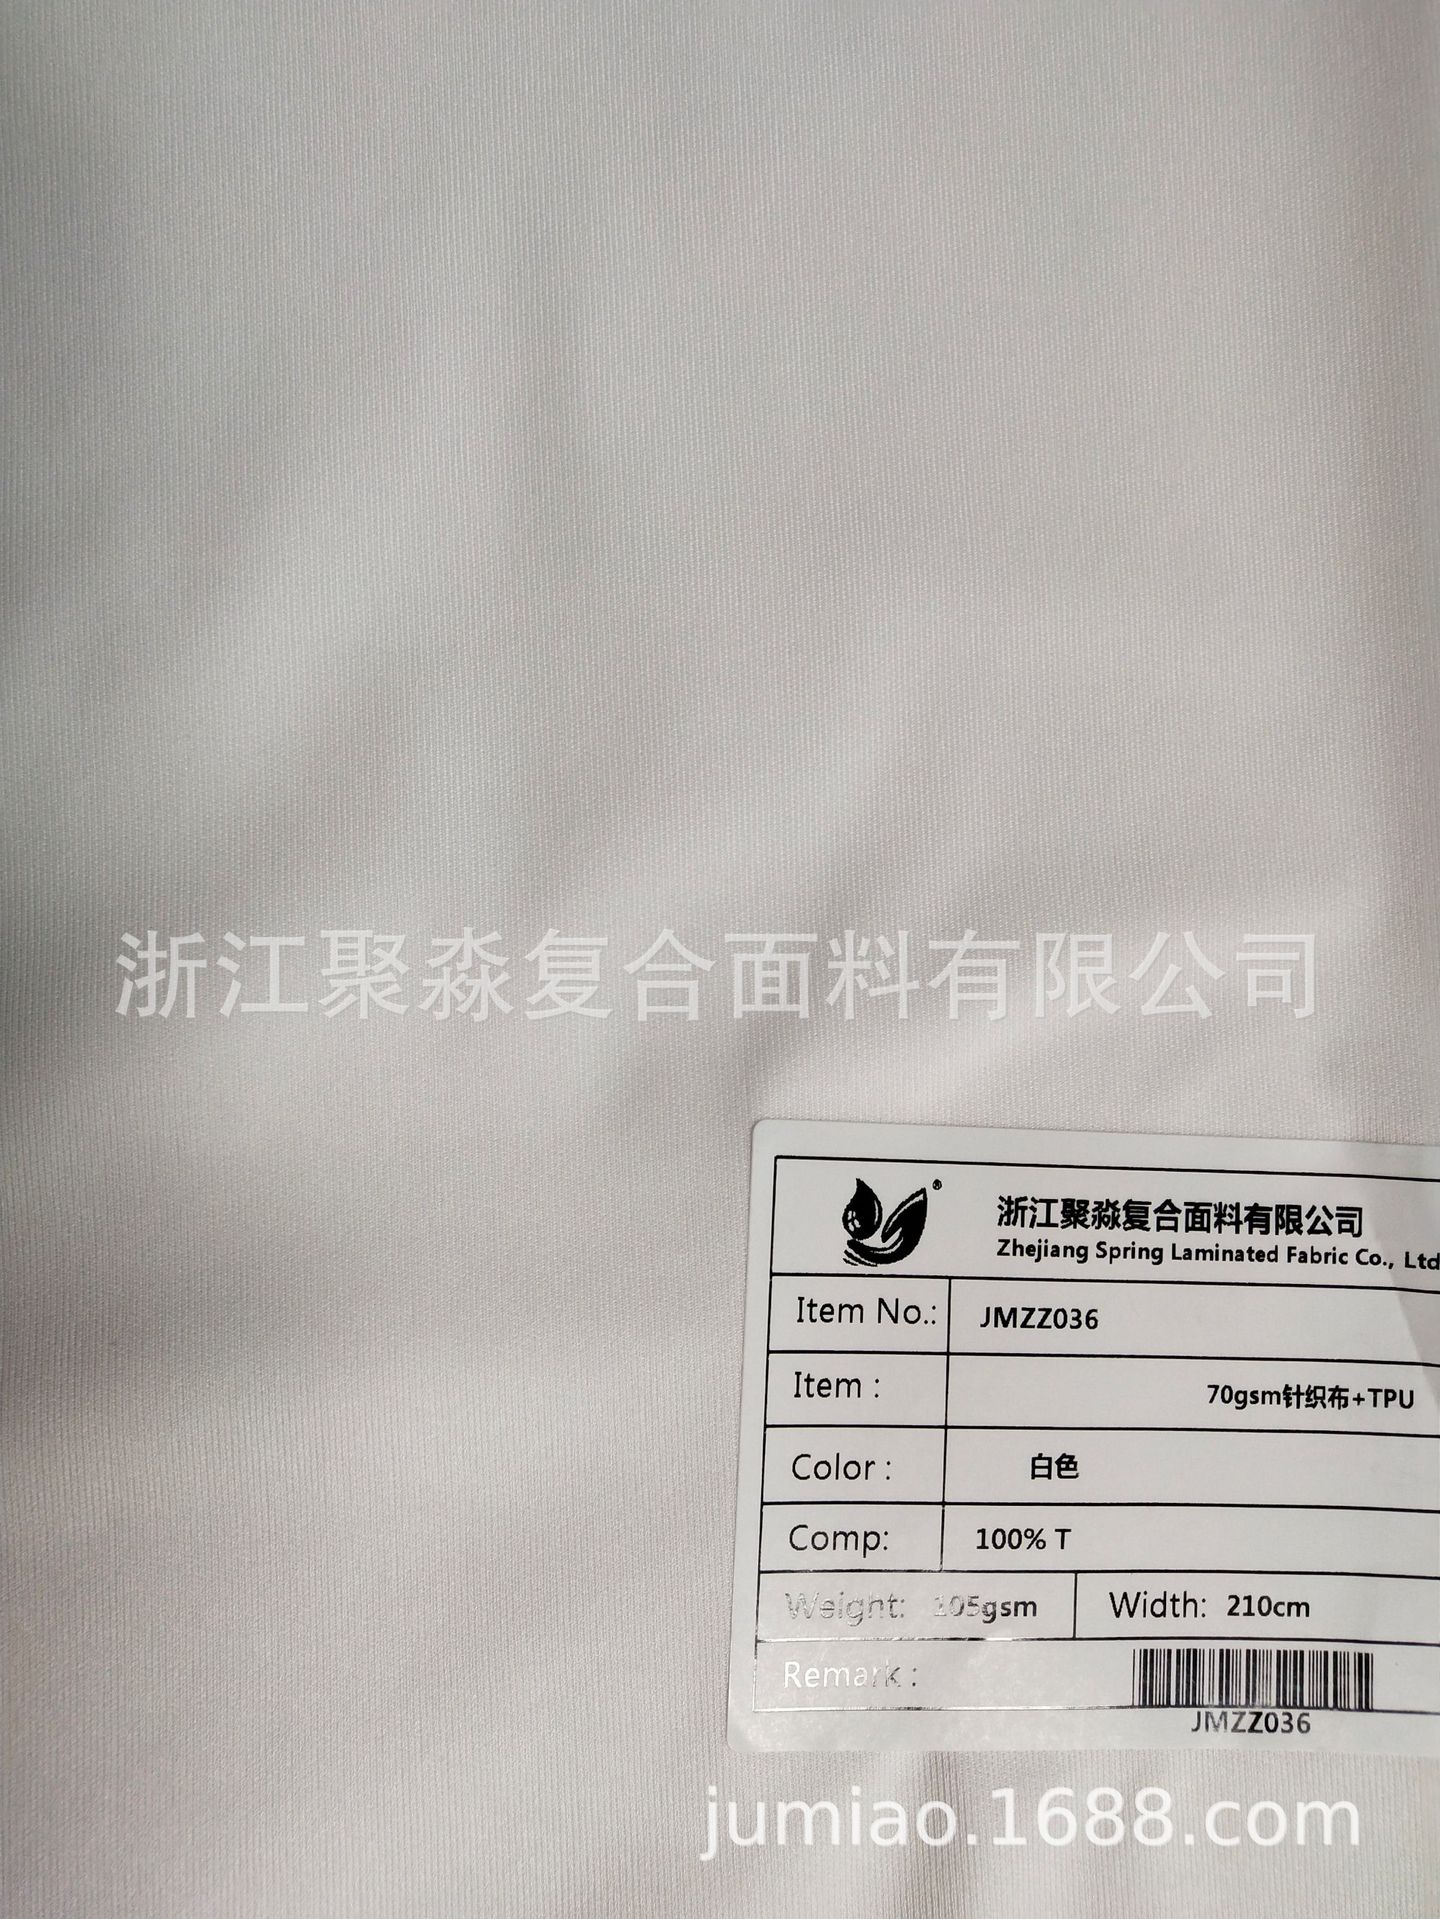 浙江聚淼复合面料有限公司
®
浙江聚淼复合面料有限公司
Zhejiang Spring Laminated Fabric Co., Ltd
Item No.: JMZZ036
Item : 70gsm针织布+TPU
Color : 白色
Comp: 100% T
Weight: 105gsm Width: 210cm
Remark :
JMZZ036
jumiao.1688.com